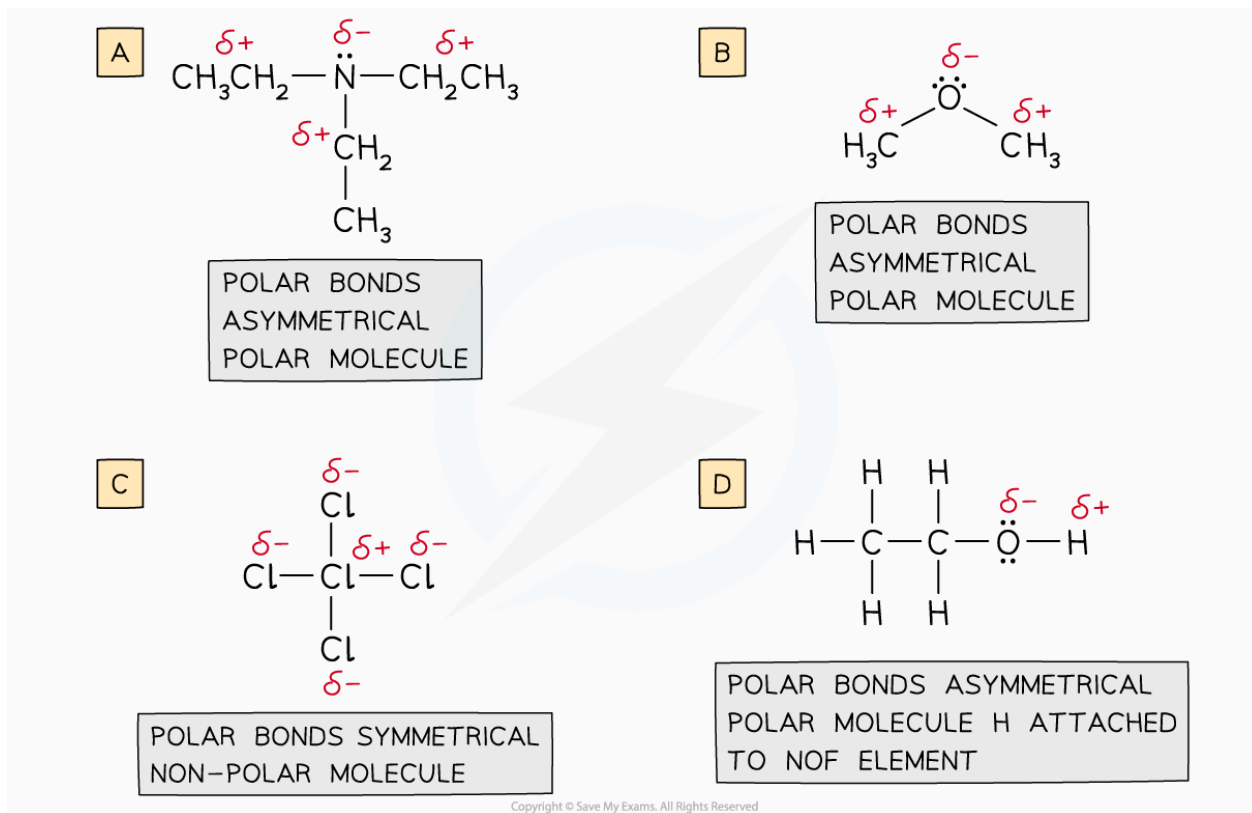 A
δ+ δ- δ+
CH₃CH₂—N̈—CH₂CH₃
δ+ CH₂
CH₃
POLAR BONDS
ASYMMETRICAL
POLAR MOLECULE
B
δ-
δ+ Ö δ+
H₃C CH₃
POLAR BONDS
ASYMMETRICAL
POLAR MOLECULE
C
δ-
Cl
δ- δ+ δ-
Cl—Cl—Cl
Cl
δ-
POLAR BONDS SYMMETRICAL
NON-POLAR MOLECULE
D
H H δ- δ+
H—C—C—O—H
H H
POLAR BONDS ASYMMETRICAL
POLAR MOLECULE H ATTACHED
TO NOF ELEMENT
Copyright © Save My Exams. All Rights Reserved